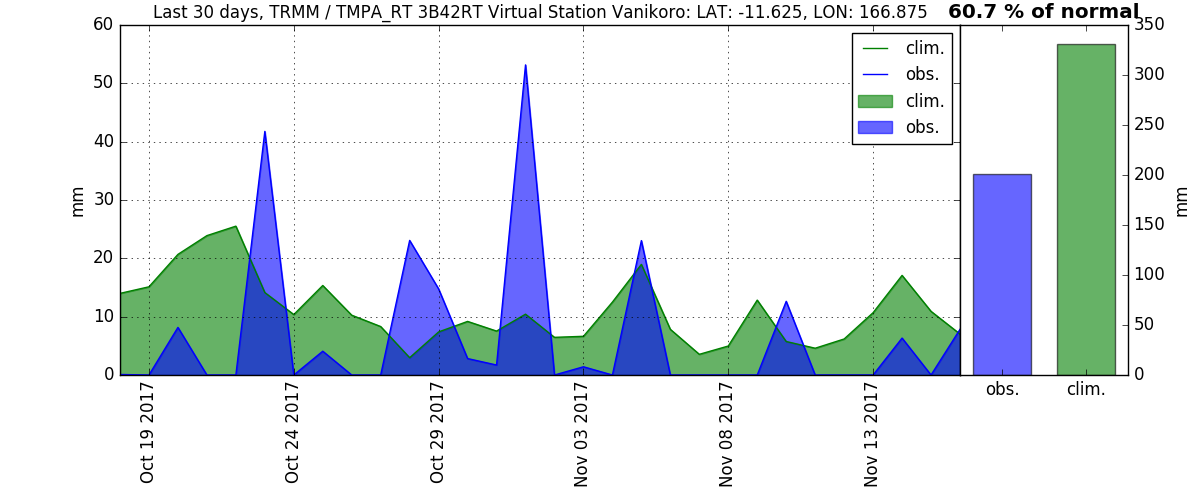 Last 30 days, TRMM / TMPA_RT 3B42RT Virtual Station Vanikoro: LAT: -11.625, LON: 166.875
60.7 % of normal
60
50
40
30
20
10
0
mm
clim.
obs.
clim.
obs.
350
300
250
200
150
100
50
0
mm
Oct 19 2017
Oct 24 2017
Oct 29 2017
Nov 03 2017
Nov 08 2017
Nov 13 2017
obs.
clim.